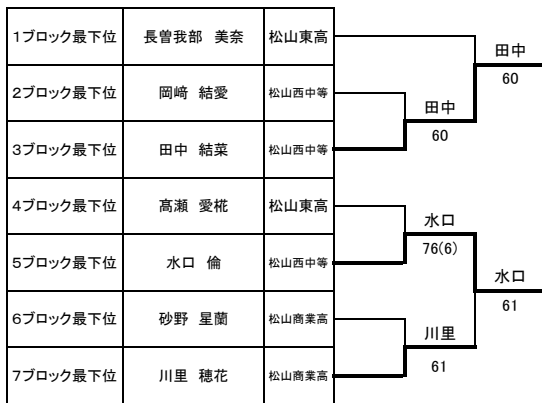 1ブロック最下位 長曽我部 美奈 松山東高
2ブロック最下位 岡﨑 結愛 松山西中等
3ブロック最下位 田中 結菜 松山西中等
4ブロック最下位 髙瀬 愛椛 松山東高
5ブロック最下位 水口 倫 松山西中等
6ブロック最下位 砂野 星蘭 松山商業高
7ブロック最下位 川里 穂花 松山商業高
田中
60
水口
76(6)
川里
61
田中
60
水口
61